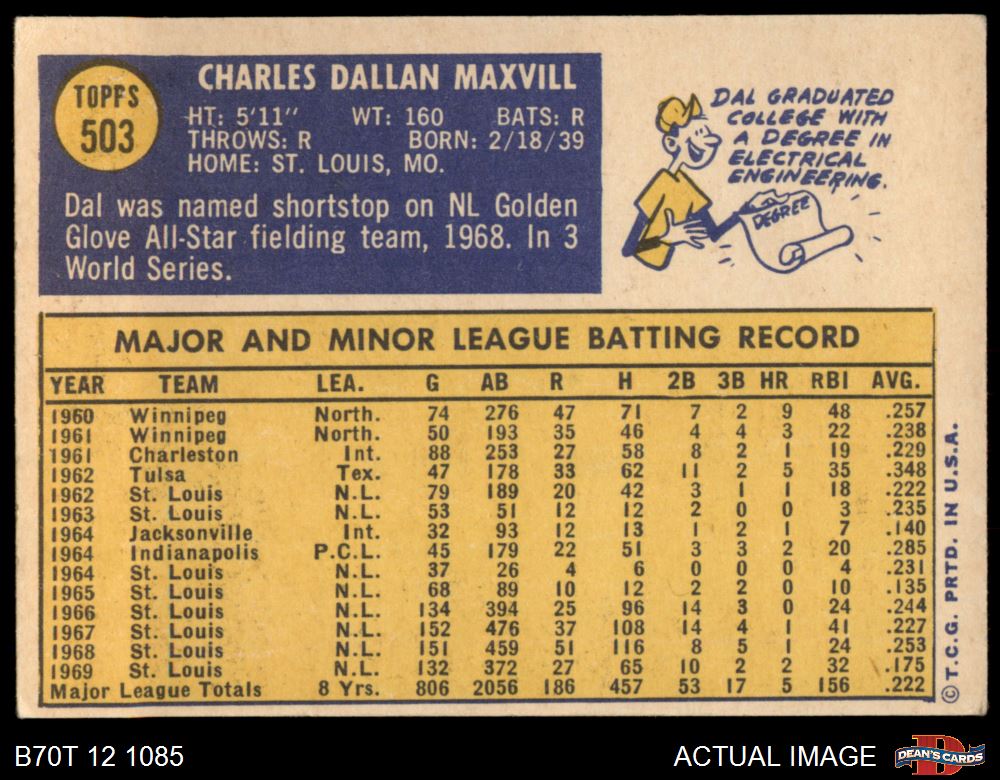 TOPPS
503
CHARLES DALLAN MAXVILL
HT: 5'11" WT: 160 BATS: R
THROWS: R BORN: 2/18/39
HOME: ST. LOUIS, MO.
Dal was named shortstop on NL Golden
Glove All-Star fielding team, 1968. In 3
World Series.
DAL GRADUATED
COLLEGE WITH
A DEGREE IN
ELECTRICAL
ENGINEERING.
DEGREE
MAJOR AND MINOR LEAGUE BATTING RECORD
YEAR TEAM LEA. G AB R H 2B 3B HR RBI AVG.
1960 Winnipeg North. 74 276 47 71 7 2 9 48 .257
1961 Winnipeg North. 50 193 35 46 4 4 3 22 .238
1961 Charleston Int. 88 253 27 58 8 2 1 19 .229
1962 Tulsa Tex. 47 178 33 62 11 2 5 35 .348
1962 St. Louis N.L. 79 189 20 42 3 1 1 18 .222
1963 St. Louis N.L. 53 51 12 12 2 0 0 3 .235
1964 Jacksonville Int. 32 93 12 13 1 2 1 7 .140
1964 Indianapolis P.C.L. 45 179 22 51 3 3 2 20 .285
1964 St. Louis N.L. 37 26 4 6 0 0 0 4 .231
1965 St. Louis N.L. 68 89 10 12 2 2 0 10 .135
1966 St. Louis N.L. 134 394 25 96 14 3 0 24 .244
1967 St. Louis N.L. 152 476 37 108 14 4 1 41 .227
1968 St. Louis N.L. 151 459 51 116 8 5 1 24 .253
1969 St. Louis N.L. 132 372 27 65 10 2 2 32 .175
Major League Totals 8 Yrs. 806 2056 186 457 53 17 5 156 .222
© T.C.G. PRTD. IN U.S.A.
B70T 12 1085
ACTUAL IMAGE
DEAN'S CARDS